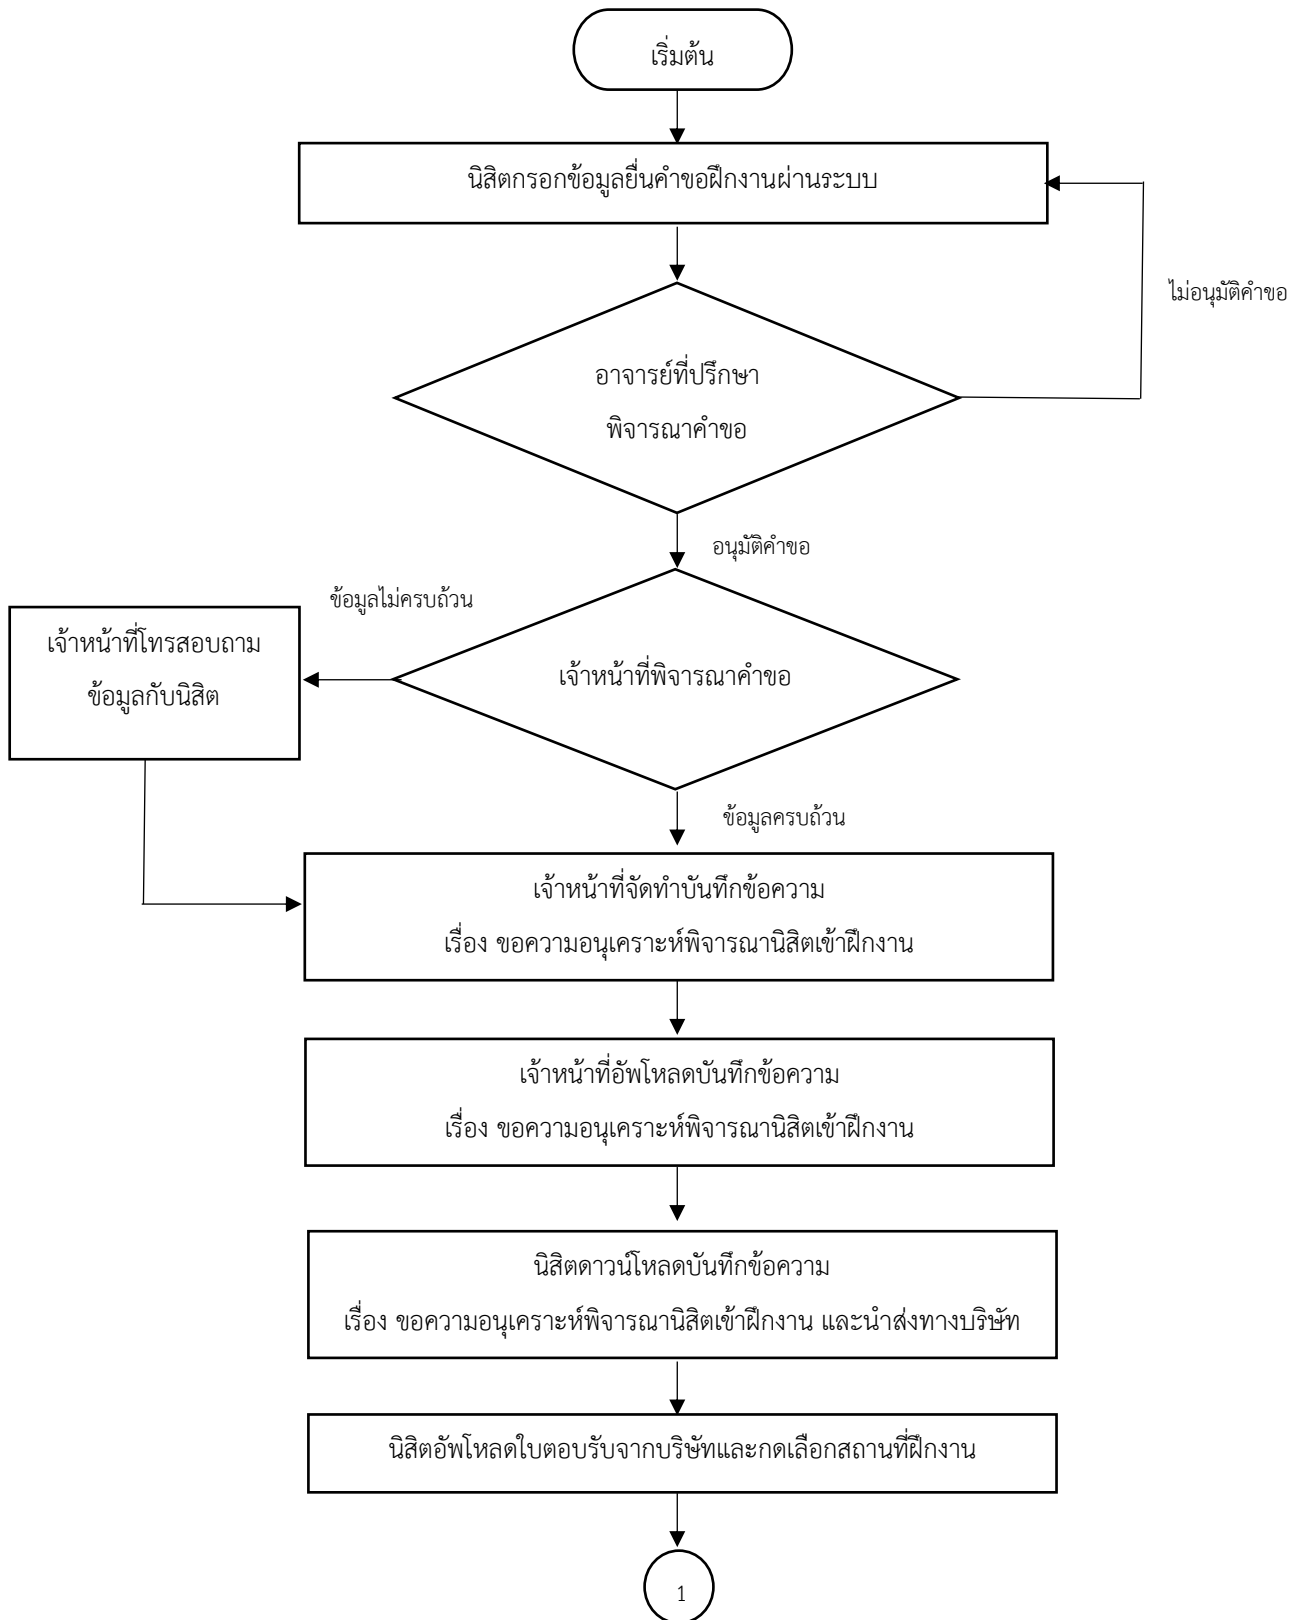 เริ่มต้น
นิสิตกรอกข้อมูลยื่นคำขอฝึกงานผ่านระบบ
ไม่อนุมัติคำขอ
อาจารย์ที่ปรึกษา
พิจารณาคำขอ
อนุมัติคำขอ
ข้อมูลไม่ครบถ้วน
เจ้าหน้าที่โทรสอบถาม
ข้อมูลกับนิสิต
เจ้าหน้าที่พิจารณาคำขอ
ข้อมูลครบถ้วน
เจ้าหน้าที่จัดทำบันทึกข้อความ
เรื่อง ขอความอนุเคราะห์พิจารณานิสิตเข้าฝึกงาน
เจ้าหน้าที่อัพโหลดบันทึกข้อความ
เรื่อง ขอความอนุเคราะห์พิจารณานิสิตเข้าฝึกงาน
นิสิตดาวน์โหลดบันทึกข้อความ
เรื่อง ขอความอนุเคราะห์พิจารณานิสิตเข้าฝึกงาน และนำส่งทางบริษัท
นิสิตอัพโหลดใบตอบรับจากบริษัทและกดเลือกสถานที่ฝึกงาน
1